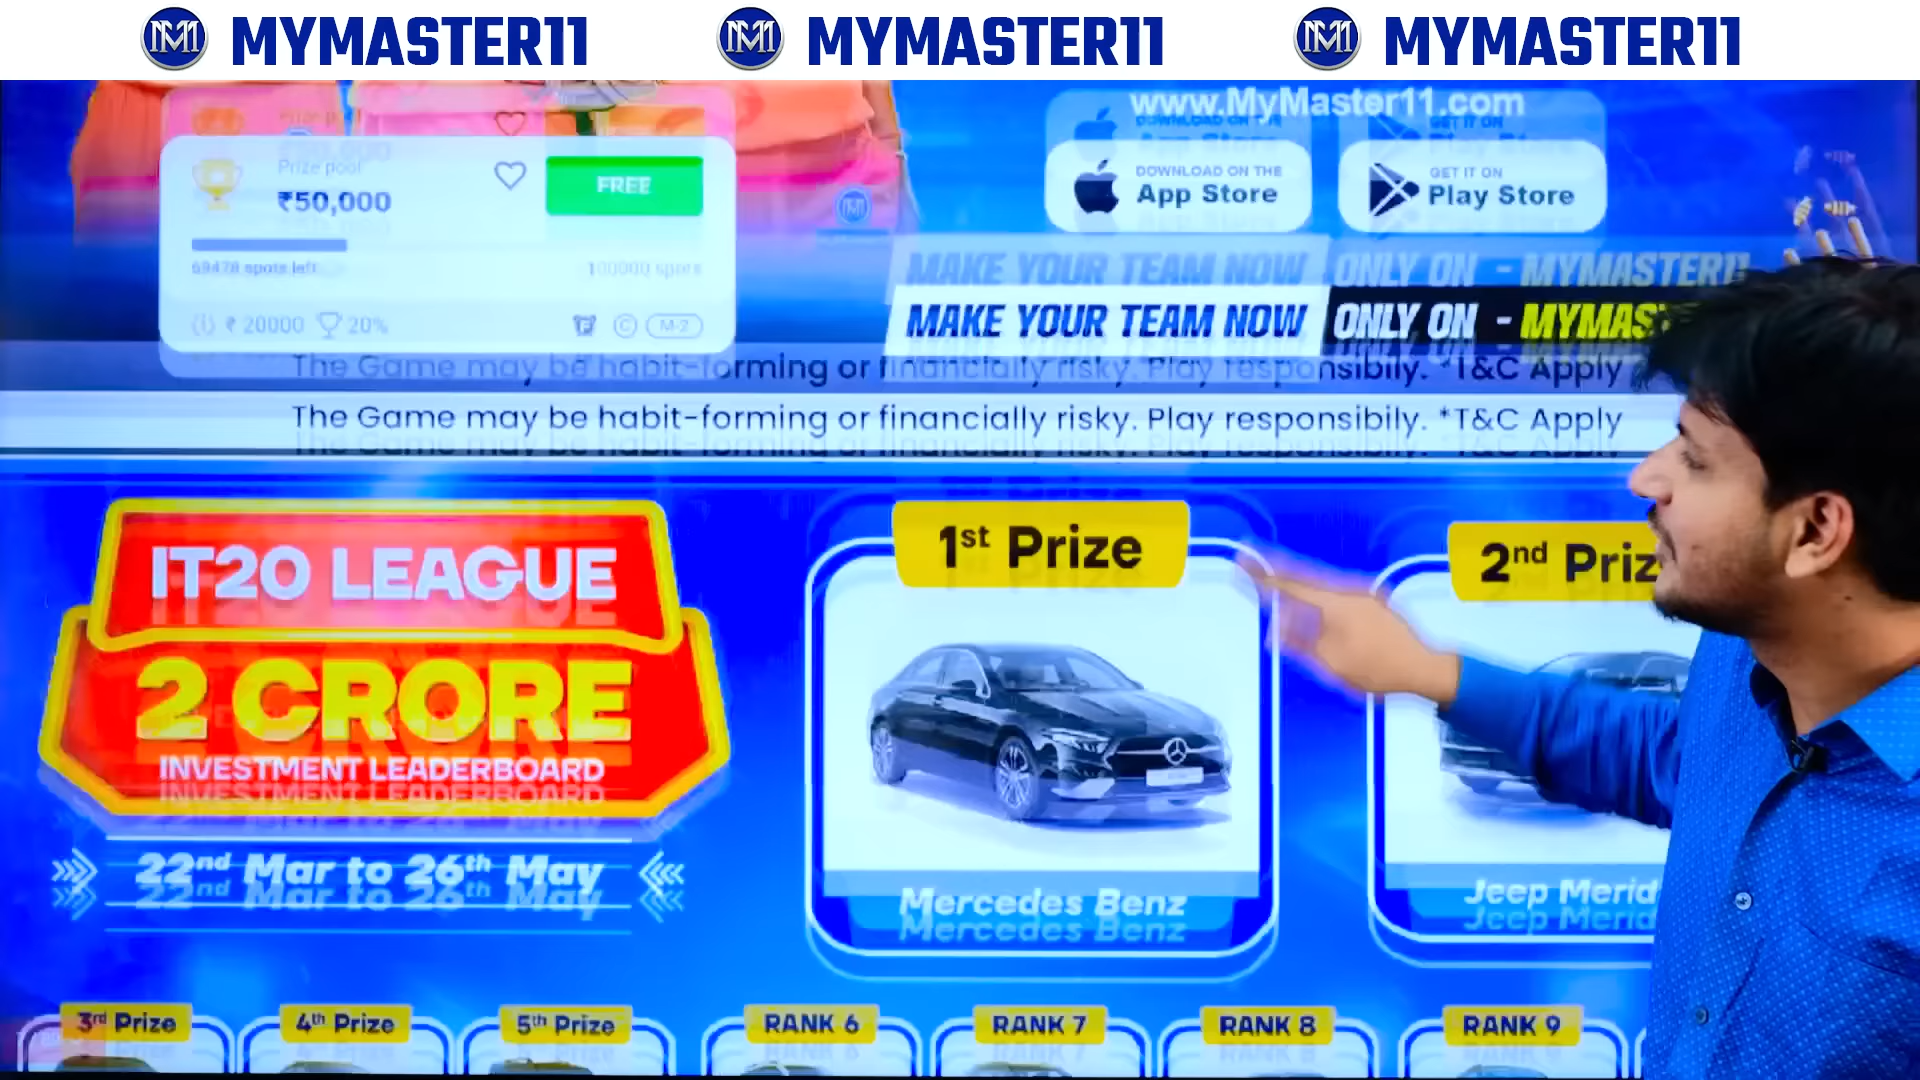 MYMASTER11 MYMASTER11 MYMASTER11
www.MyMaster11.com
Prize pool
₹50,000
FREE
69478 spots left
100000 spots
₹ 20000
20%
F
C
M-2
DOWNLOAD ON THE
App Store
GET IT ON
Play Store
MAKE YOUR TEAM NOW ONLY ON - MYMASTER11
MAKE YOUR TEAM NOW ONLY ON - MYMAS
The Game may be habit-forming or financially risky. Play responsibily. *T&C Apply
The Game may be habit-forming or financially risky. Play responsibily. *T&C Apply
IT20 LEAGUE
2 CRORE
INVESTMENT LEADERBOARD
22nd Mar to 26th May
1st Prize
Mercedes Benz
2nd Priz
Jeep Merid
3rd Prize
4th Prize
5th Prize
RANK 6
RANK 7
RANK 8
RANK 9